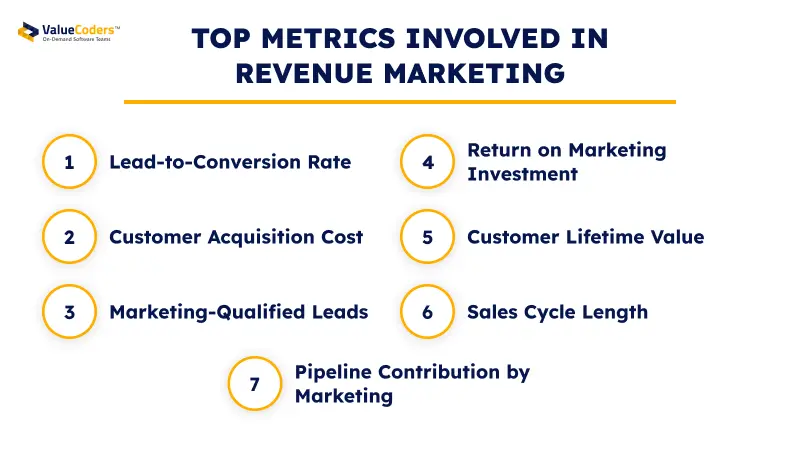 ValueCoders™
On-Demand Software Teams
TOP METRICS INVOLVED IN
REVENUE MARKETING
1 Lead-to-Conversion Rate
2 Customer Acquisition Cost
3 Marketing-Qualified Leads
4 Return on Marketing
Investment
5 Customer Lifetime Value
6 Sales Cycle Length
7 Pipeline Contribution by
Marketing